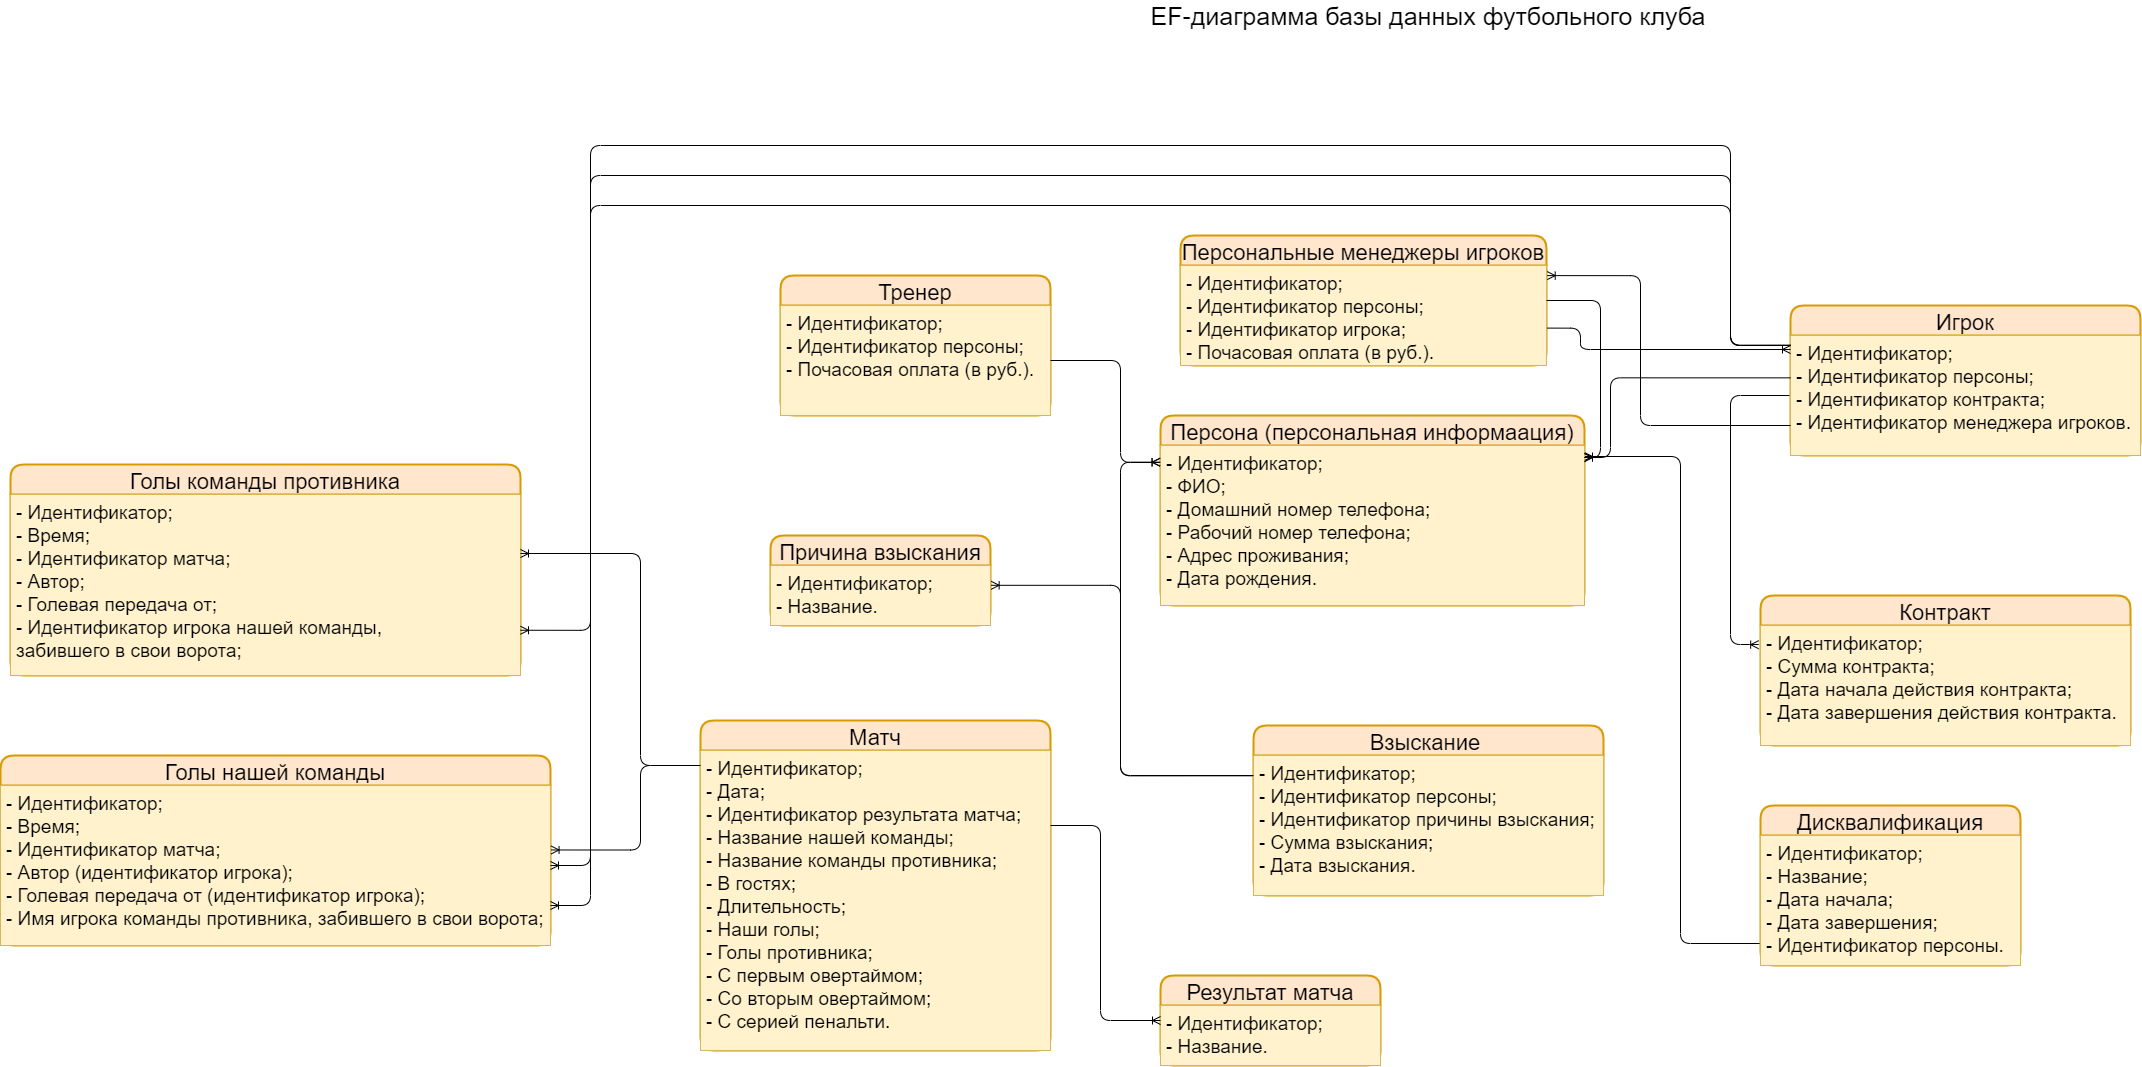 EF-диаграмма базы данных футбольного клуба
Персональные менеджеры игроков
- Идентификатор;
- Идентификатор персоны;
- Идентификатор игрока;
- Почасовая оплата (в руб.).
Тренер
- Идентификатор;
- Идентификатор персоны;
- Почасовая оплата (в руб.).
Игрок
- Идентификатор;
- Идентификатор персоны;
- Идентификатор контракта;
- Идентификатор менеджера игроков.
Персона (персональная информаация)
- Идентификатор;
- ФИО;
- Домашний номер телефона;
- Рабочий номер телефона;
- Адрес проживания;
- Дата рождения.
Голы команды противника
- Идентификатор;
- Время;
- Идентификатор матча;
- Автор;
- Голевая передача от;
- Идентификатор игрока нашей команды,
забившего в свои ворота;
Причина взыскания
- Идентификатор;
- Название.
Контракт
- Идентификатор;
- Сумма контракта;
- Дата начала действия контракта;
- Дата завершения действия контракта.
Голы нашей команды
- Идентификатор;
- Время;
- Идентификатор матча;
- Автор (идентификатор игрока);
- Голевая передача от (идентификатор игрока);
- Имя игрока команды противника, забившего в свои ворота;
Матч
- Идентификатор;
- Дата;
- Идентификатор результата матча;
- Название нашей команды;
- Название команды противника;
- В гостях;
- Длительность;
- Наши голы;
- Голы противника;
- С первым овертаймом;
- Со вторым овертаймом;
- С серией пенальти.
Взыскание
- Идентификатор;
- Идентификатор персоны;
- Идентификатор причины взыскания;
- Сумма взыскания;
- Дата взыскания.
Дисквалификация
- Идентификатор;
- Название;
- Дата начала;
- Дата завершения;
- Идентификатор персоны.
Результат матча
- Идентификатор;
- Название.